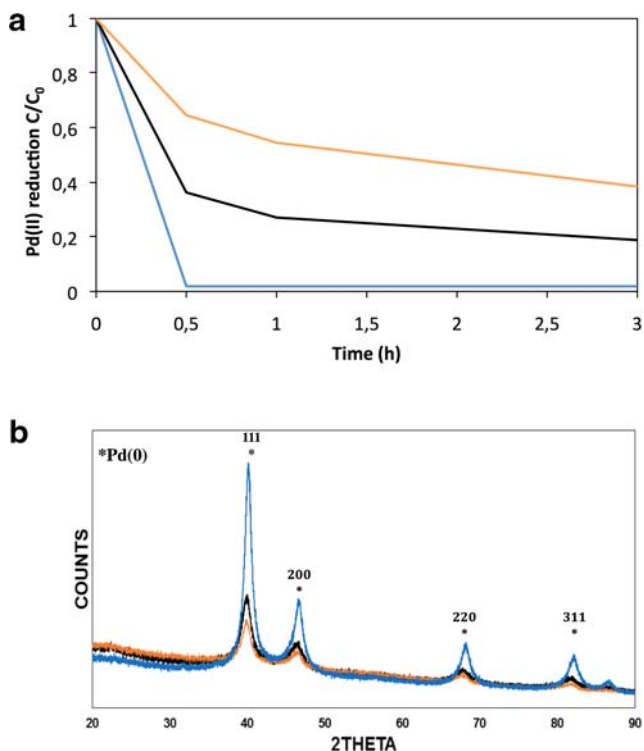 a
Pd(II) reduction C/C0
1
0,8
0,6
0,4
0,2
0
0 0,5 1 1,5 2 2,5 3
Time (h)
b
*Pd(0)
111
*
200
*
220
*
311
*
COUNTS
20 30 40 50 60 70 80 90
2THETA